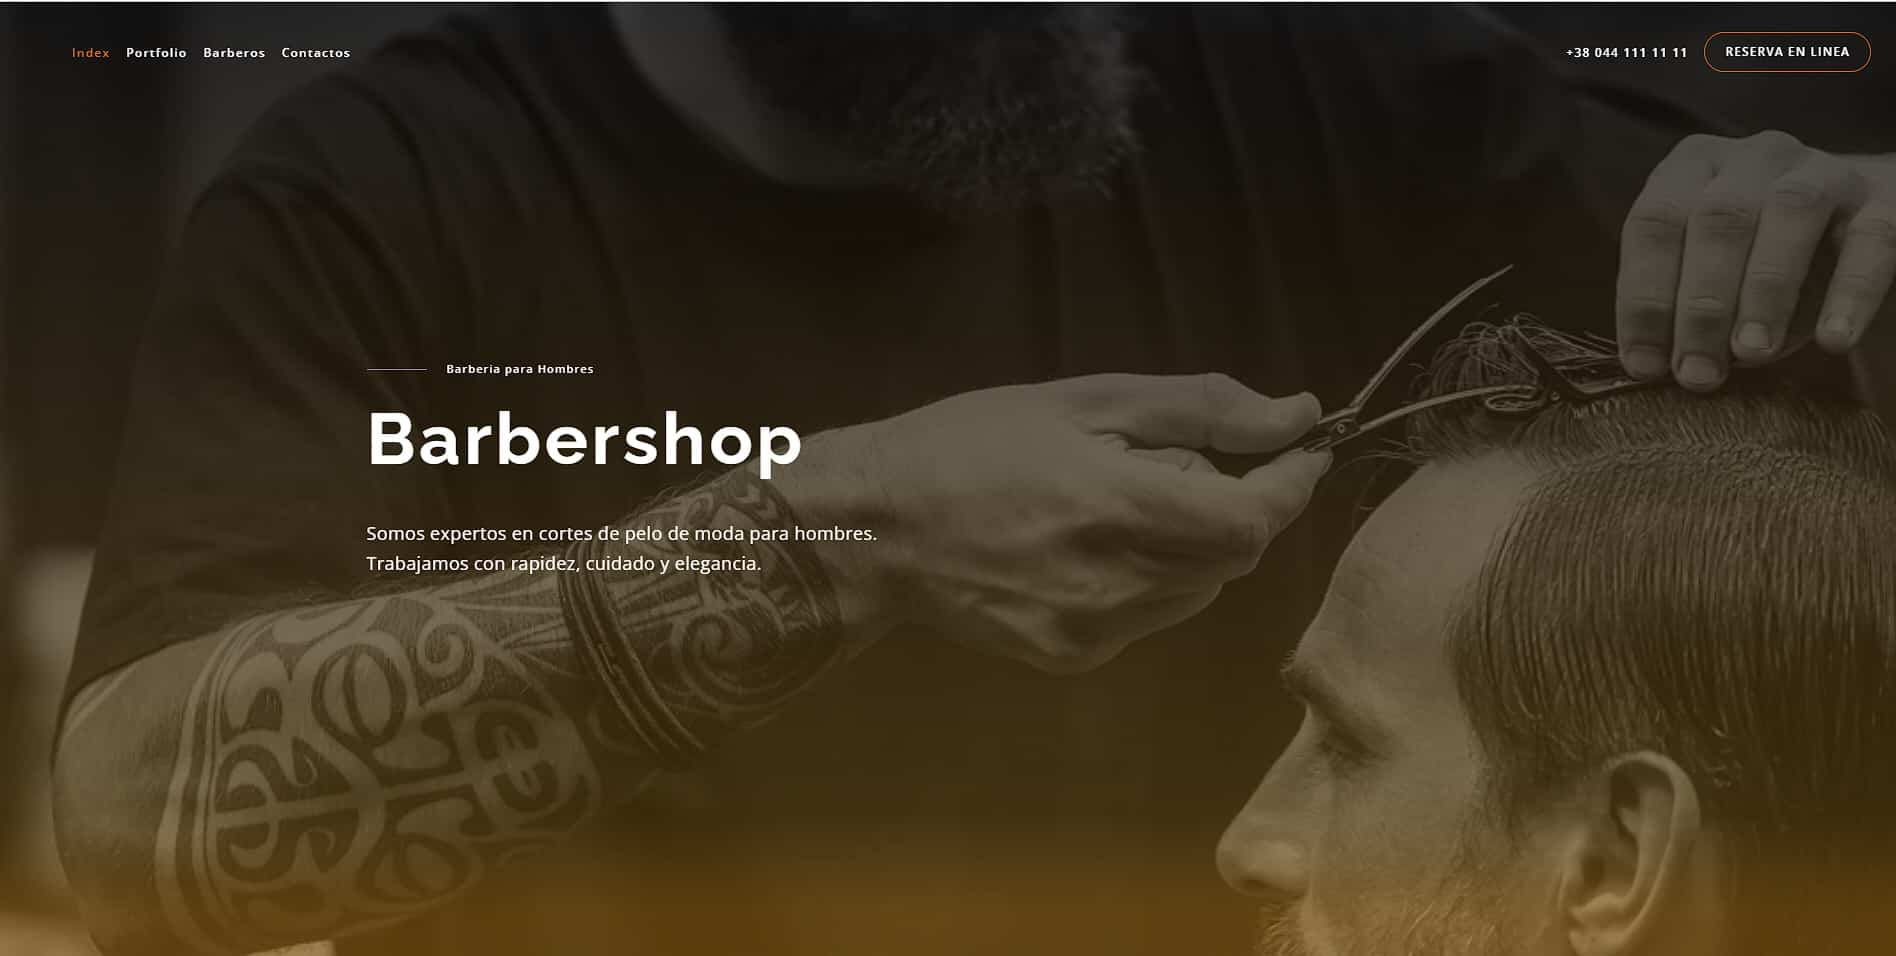 Index Portfolio Barberos Contactos
+38 044 111 11 11 RESERVA EN LINEA
Barberia para Hombres
Barbershop
Somos expertos en cortes de pelo de moda para hombres.
Trabajamos con rapidez, cuidado y elegancia.